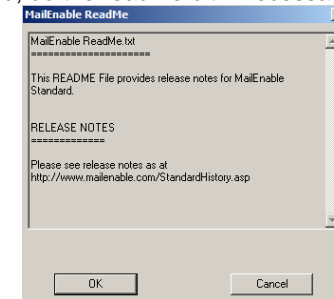 MailEnable ReadMe
MailEnable ReadMe.txt
====================
This README File provides release notes for MailEnable
Standard.
RELEASE NOTES
=============
Please see release notes as at
http://www.mailenable.com/StandardHistory.asp
OK
Cancel